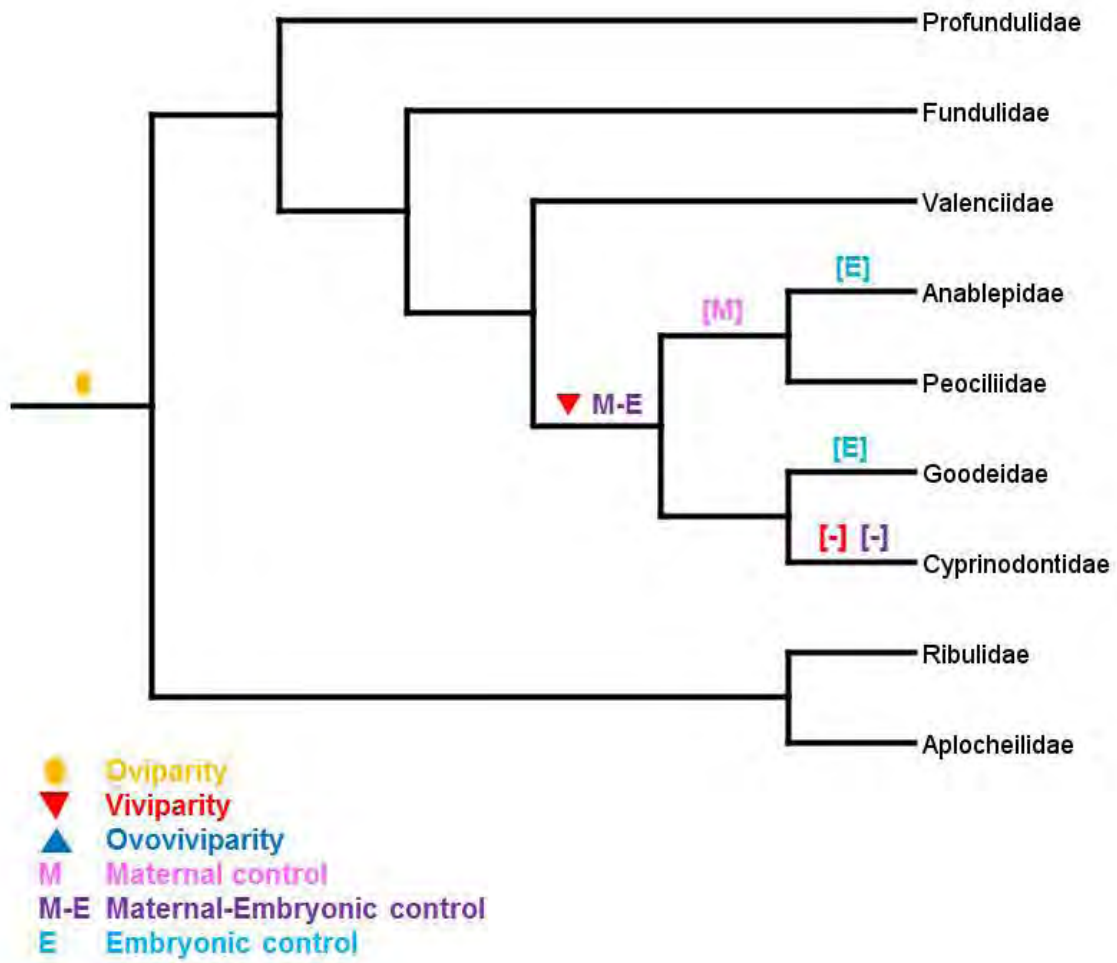 Profundulidae
Fundulidae
Valenciidae
[E]
Anablepidae
[M]
Peociliidae
M-E
[E]
Goodeidae
[-] [-]
Cyprinodontidae
Ribulidae
Aplocheilidae
Oviparity
Viviparity
Ovoviviparity
M Maternal control
M-E Maternal-Embryonic control
E Embryonic control